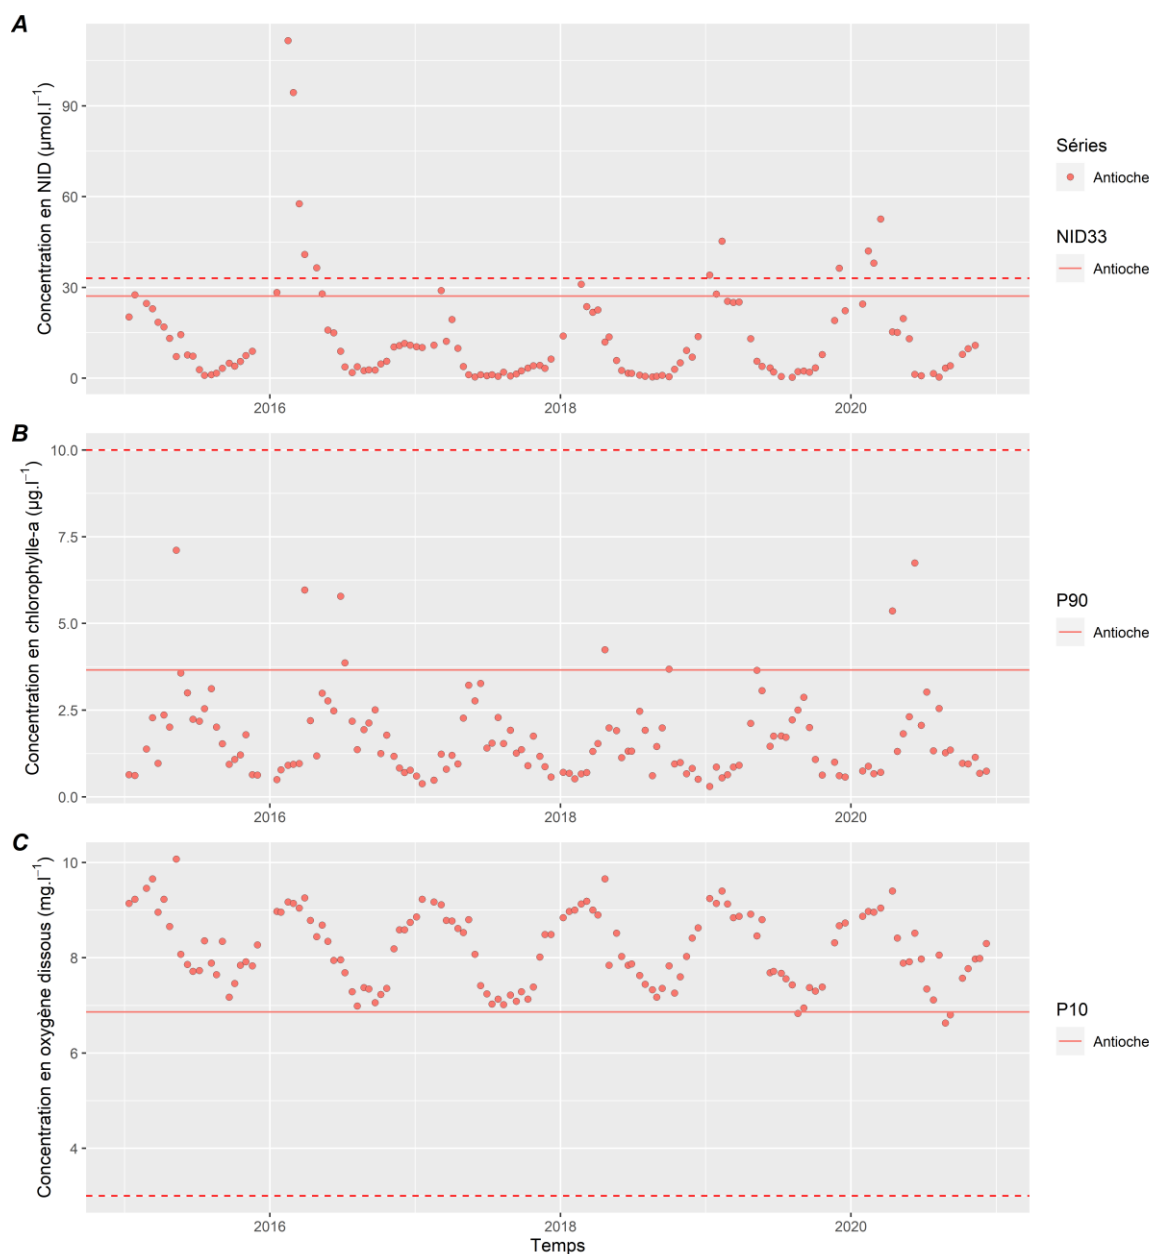 A
Concentration en NID (µmol.l⁻¹)
90
60
30
0
2016
2018
2020
Séries
Antioche
NID33
Antioche
B
Concentration en chlorophylle-a (µg.l⁻¹)
10.0
7.5
5.0
2.5
0.0
2016
2018
2020
P90
Antioche
C
Concentration en oxygène dissous (mg.l⁻¹)
10
8
6
4
2016
2018
2020
Temps
P10
Antioche